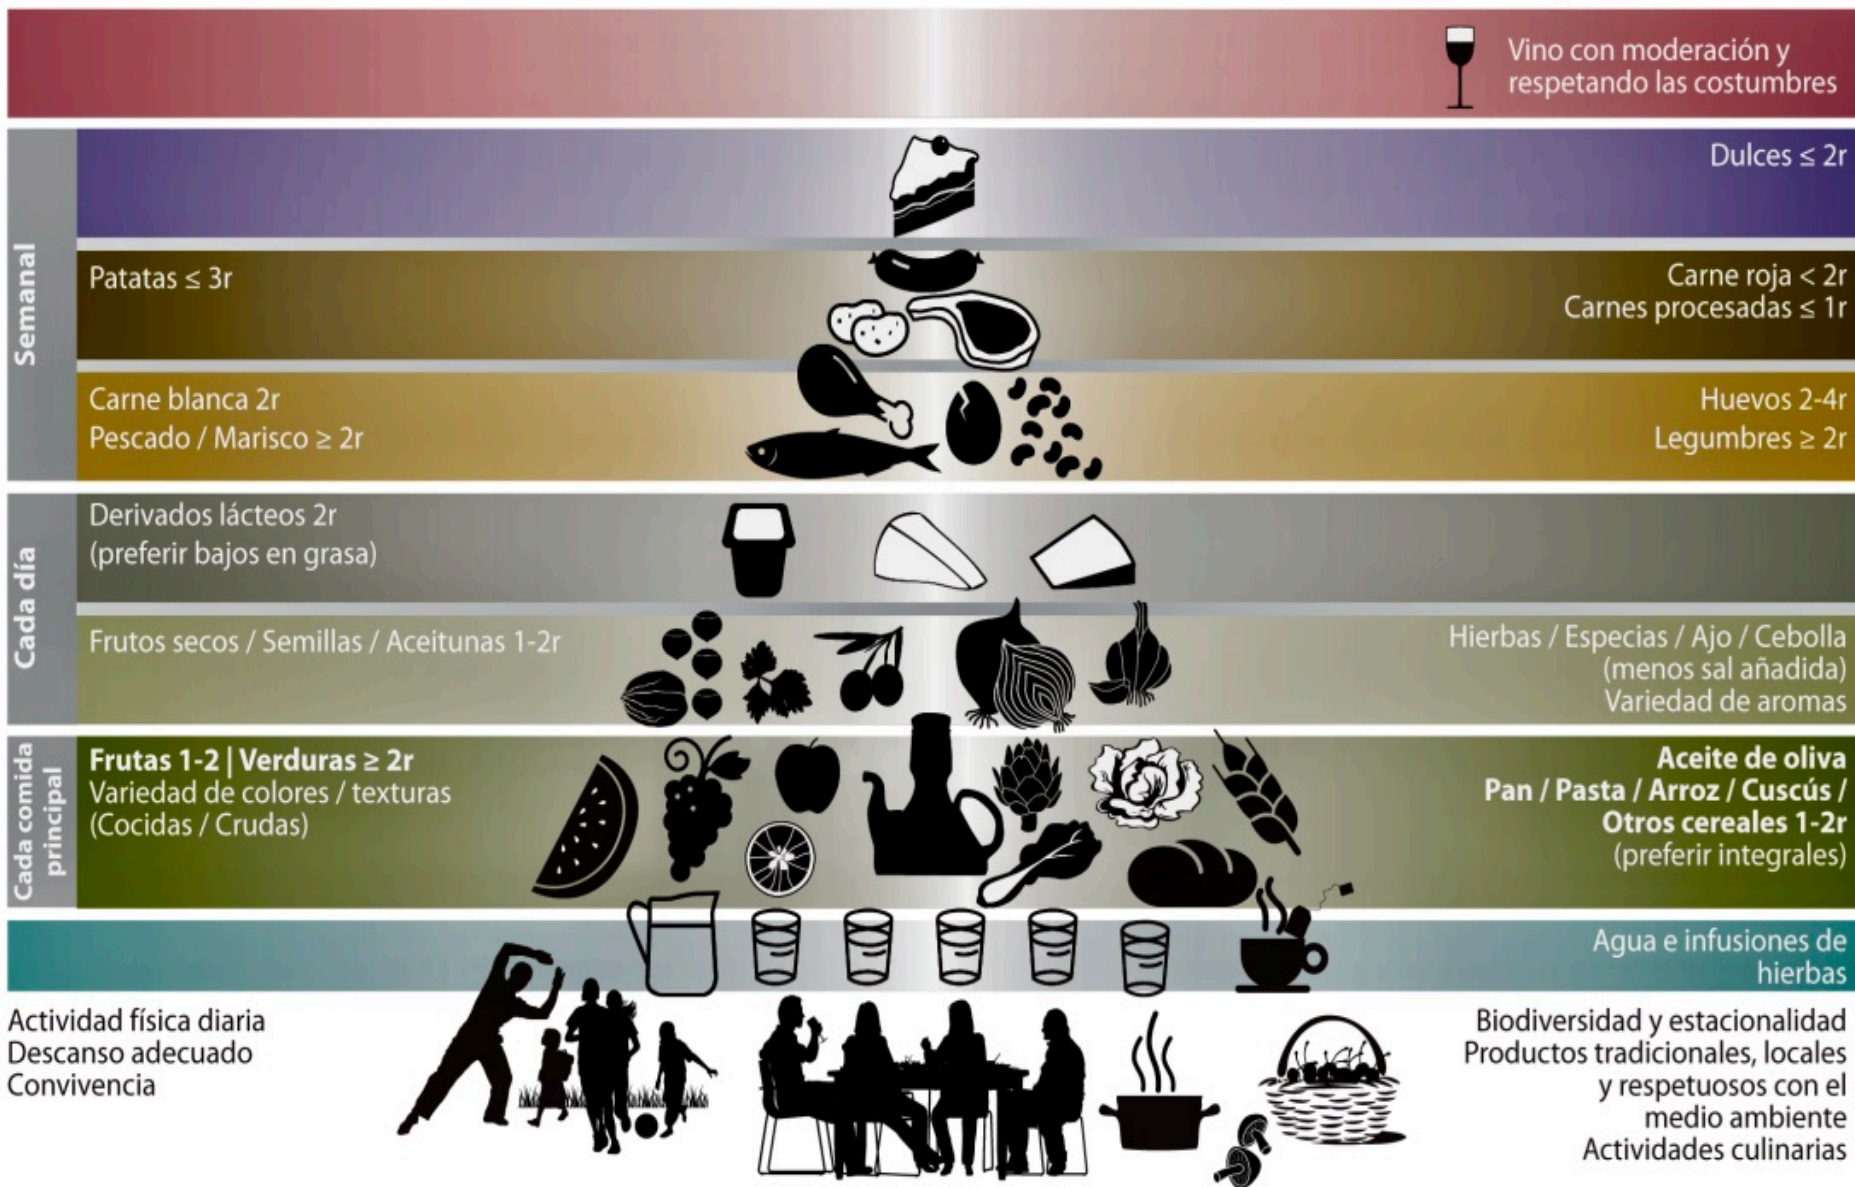 Vino con moderación y
respetando las costumbres
Semanal
Dulces ≤ 2r
Patatas ≤ 3r
Carne roja < 2r
Carnes procesadas ≤ 1r
Carne blanca 2r
Pescado / Marisco ≥ 2r
Huevos 2-4r
Legumbres ≥ 2r
Cada día
Derivados lácteos 2r
(preferir bajos en grasa)
Frutos secos / Semillas / Aceitunas 1-2r
Hierbas / Especias / Ajo / Cebolla
(menos sal añadida)
Variedad de aromas
Cada comida
principal
Frutas 1-2 | Verduras ≥ 2r
Variedad de colores / texturas
(Cocidas / Crudas)
Aceite de oliva
Pan / Pasta / Arroz / Cuscús /
Otros cereales 1-2r
(preferir integrales)
Agua e infusiones de
hierbas
Actividad física diaria
Descanso adecuado
Convivencia
Biodiversidad y estacionalidad
Productos tradicionales, locales
y respetuosos con el
medio ambiente
Actividades culinarias